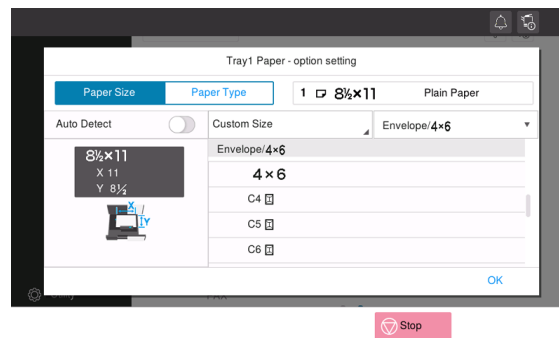 Tray1 Paper - option setting
Paper Size
Paper Type
1 8½×11 Plain Paper
Auto Detect
Custom Size
Envelope/4×6
8½×11
X 11
Y 8½
X
Y
Envelope/4×6
4×6
C4
C5
C6
OK
Stop